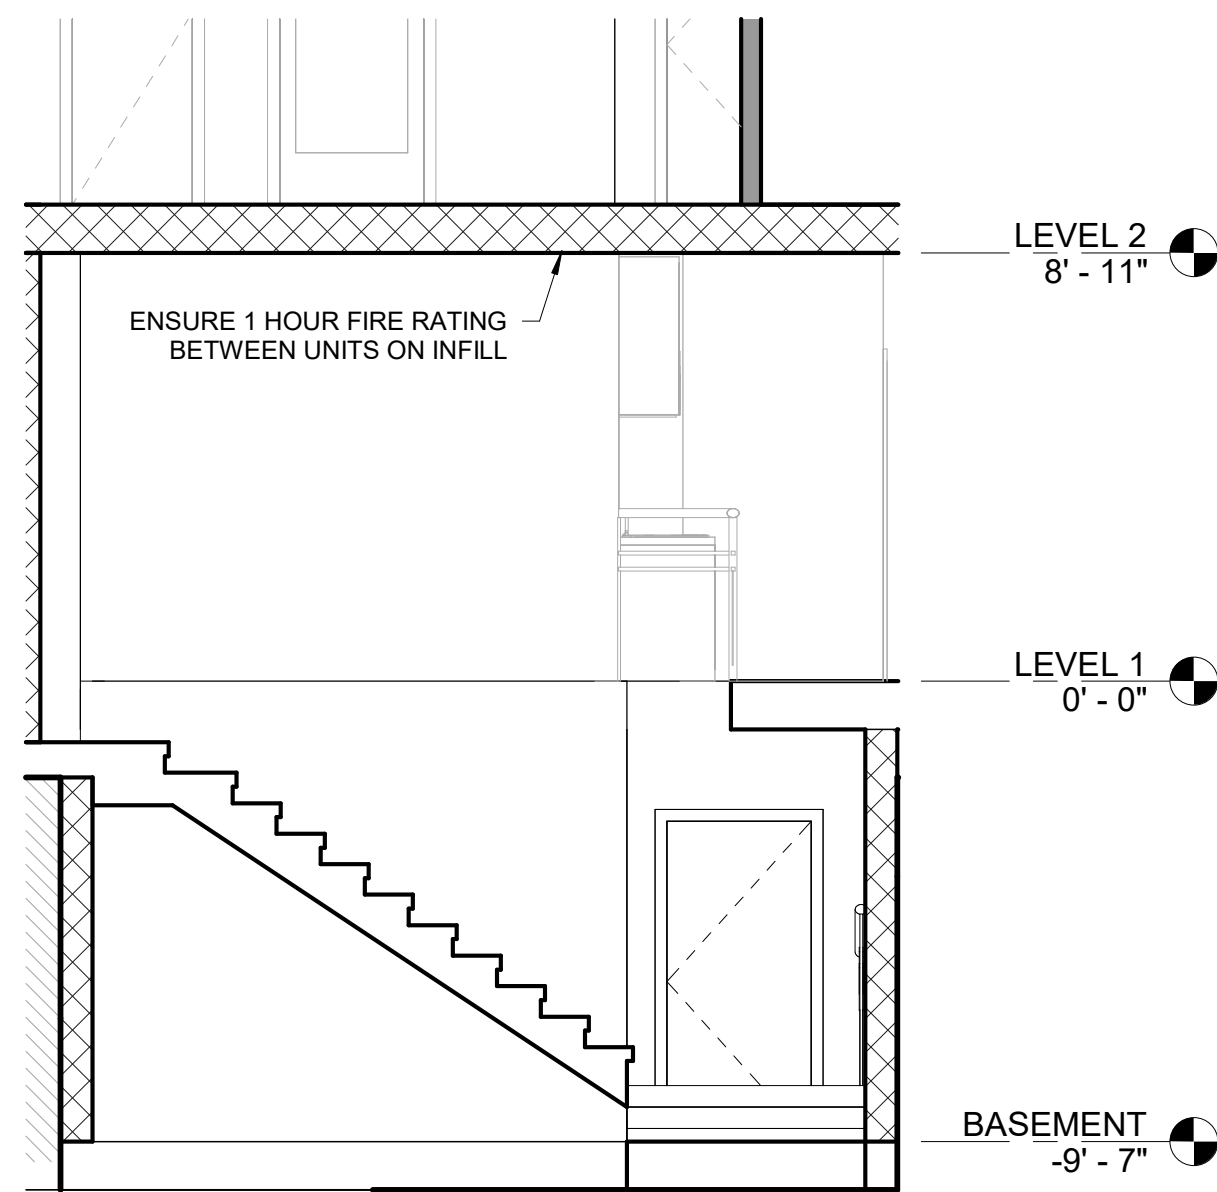 LEVEL 2
8' - 11"
ENSURE 1 HOUR FIRE RATING
BETWEEN UNITS ON INFILL
LEVEL 1
0' - 0"
BASEMENT
-9' - 7"